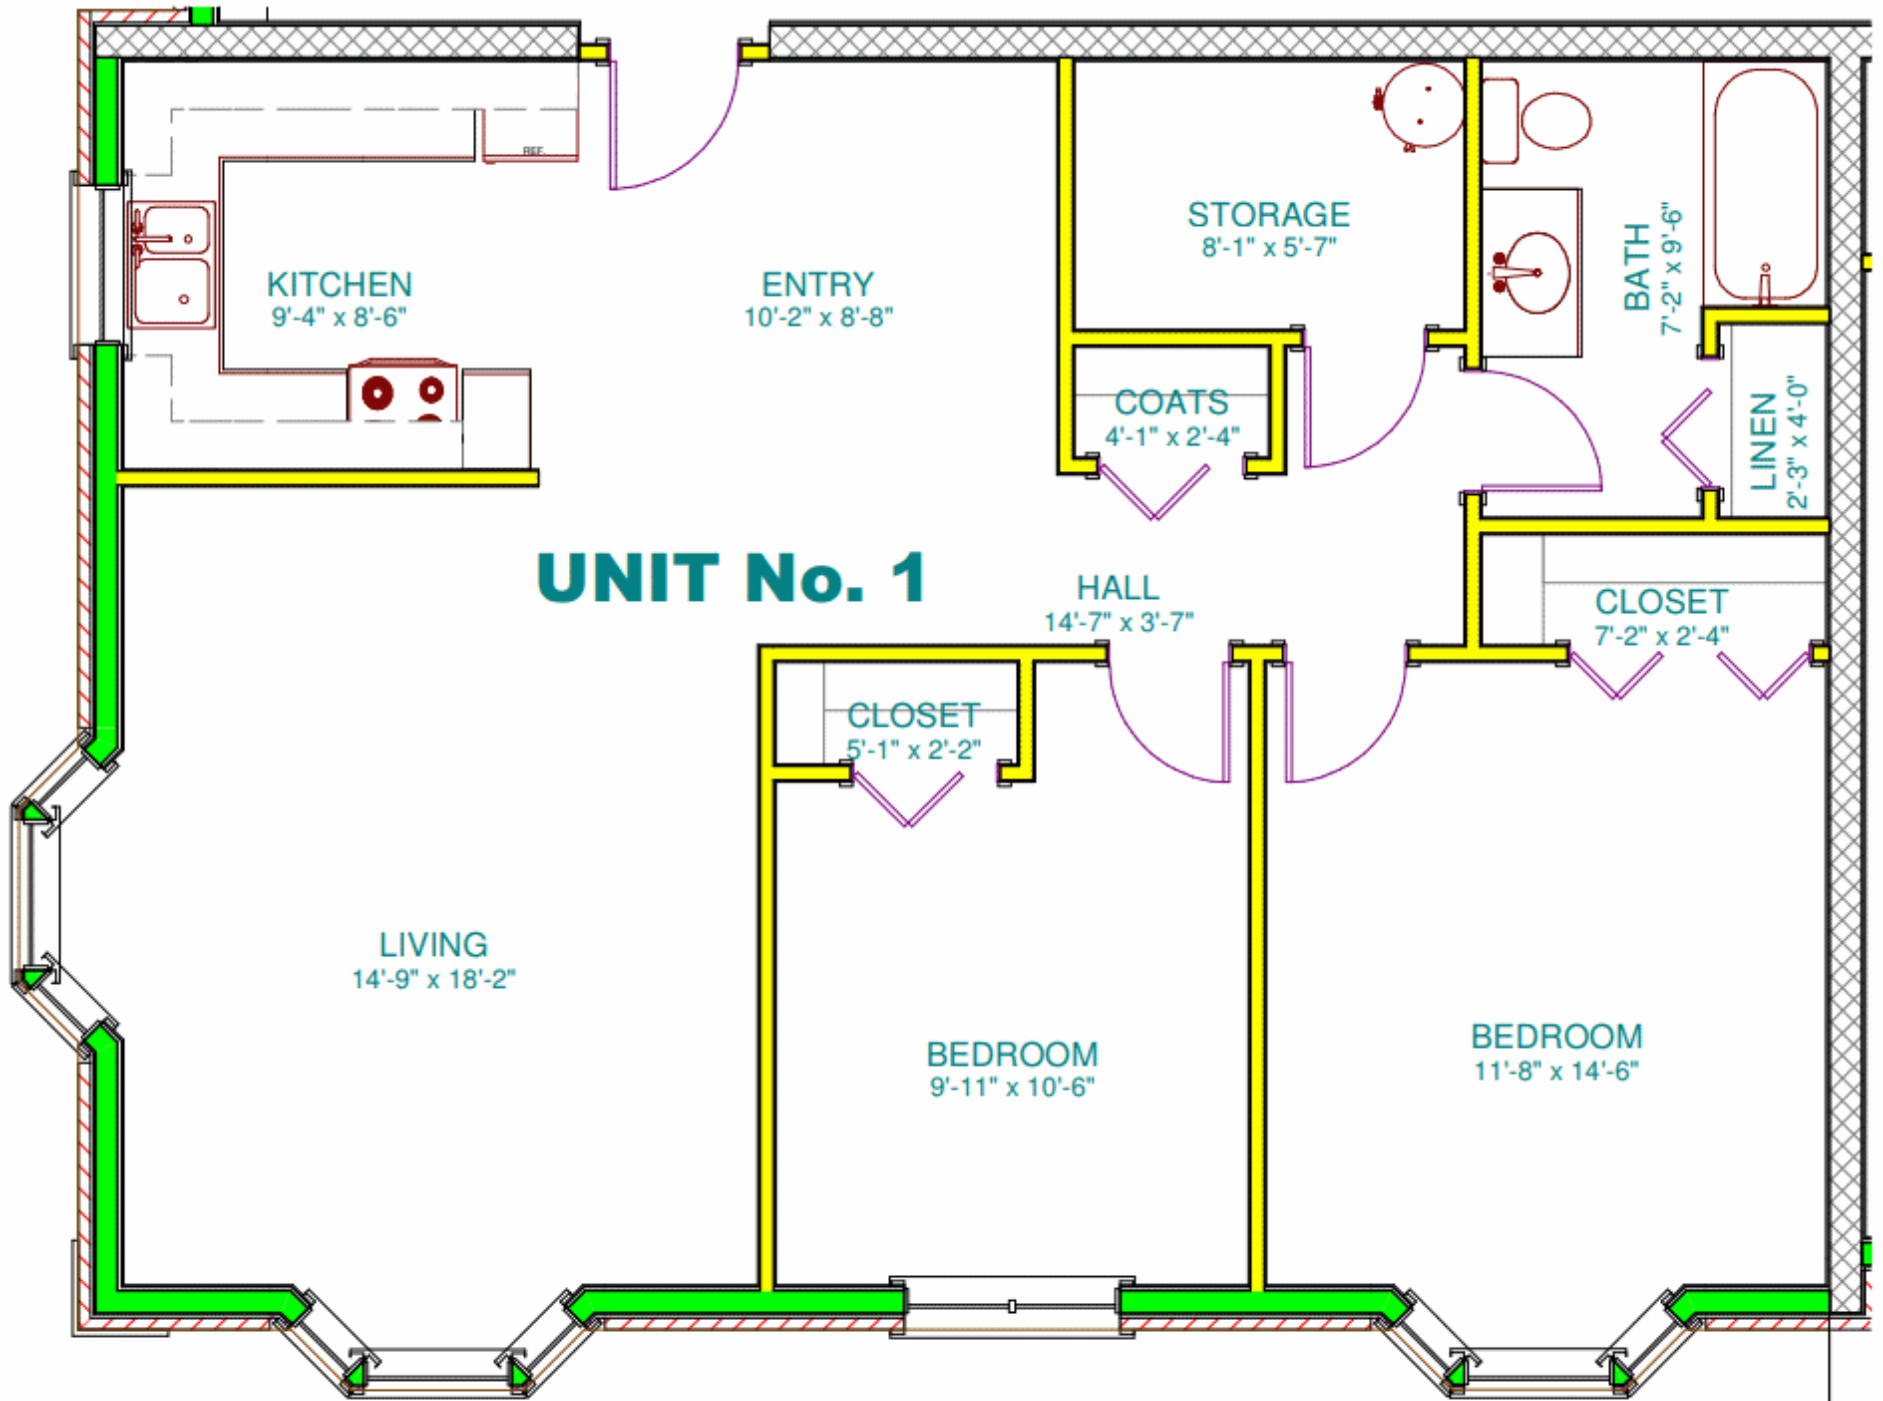 REF.
KITCHEN
9'-4" x 8'-6"
ENTRY
10'-2" x 8'-8"
STORAGE
8'-1" x 5'-7"
BATH
7'-2" x 9'-6"
COATS
4'-1" x 2'-4"
LINEN
2'-3" x 4'-0"
UNIT No. 1
HALL
14'-7" x 3'-7"
CLOSET
7'-2" x 2'-4"
CLOSET
5'-1" x 2'-2"
LIVING
14'-9" x 18'-2"
BEDROOM
9'-11" x 10'-6"
BEDROOM
11'-8" x 14'-6"